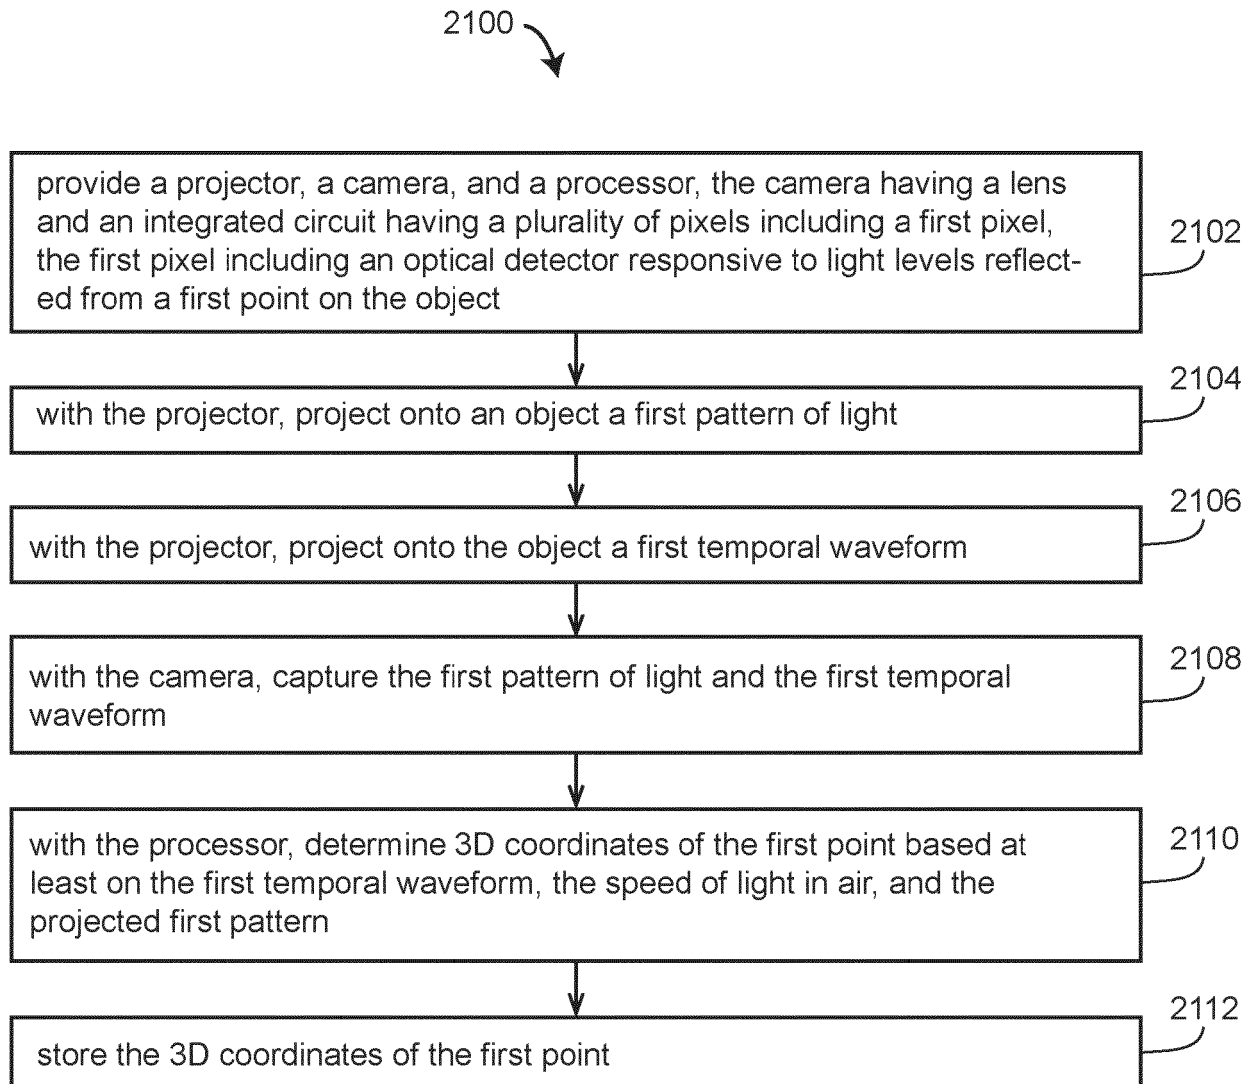 2100
provide a projector, a camera, and a processor, the camera having a lens
and an integrated circuit having a plurality of pixels including a first pixel,
the first pixel including an optical detector responsive to light levels reflect-
ed from a first point on the object
2102
2104
with the projector, project onto an object a first pattern of light
2106
with the projector, project onto the object a first temporal waveform
2108
with the camera, capture the first pattern of light and the first temporal
waveform
2110
with the processor, determine 3D coordinates of the first point based at
least on the first temporal waveform, the speed of light in air, and the
projected first pattern
2112
store the 3D coordinates of the first point